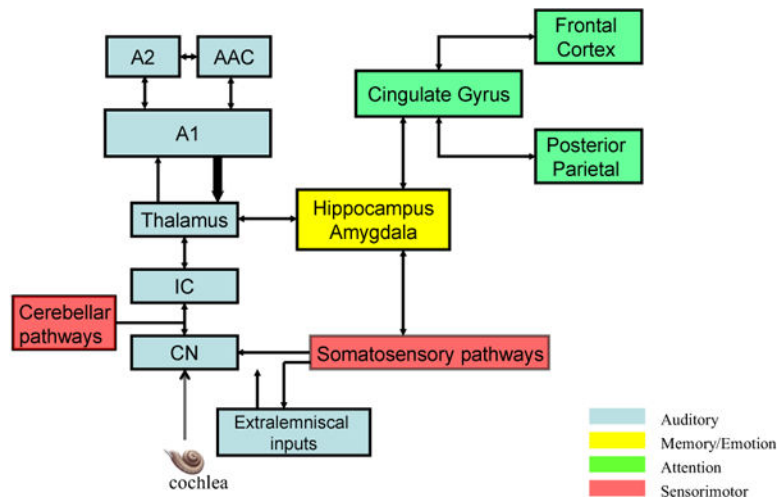 Frontal
Cortex
A2
AAC
Cingulate Gyrus
A1
Posterior
Parietal
Thalamus
Hippocampus
Amygdala
IC
Cerebellar
pathways
CN
Somatosensory pathways
Extralemniscal
inputs
cochlea
Auditory
Memory/Emotion
Attention
Sensorimotor